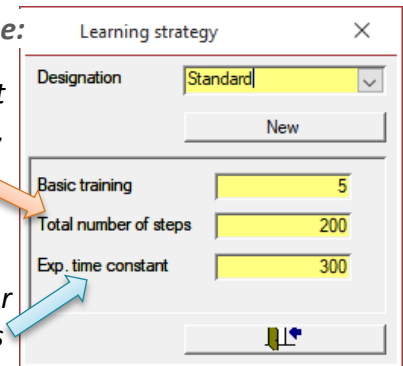 e:
Learning strategy
t
Designation Standard
New
Basic training 5
Total number of steps 200
Exp. time constant 300
r
s